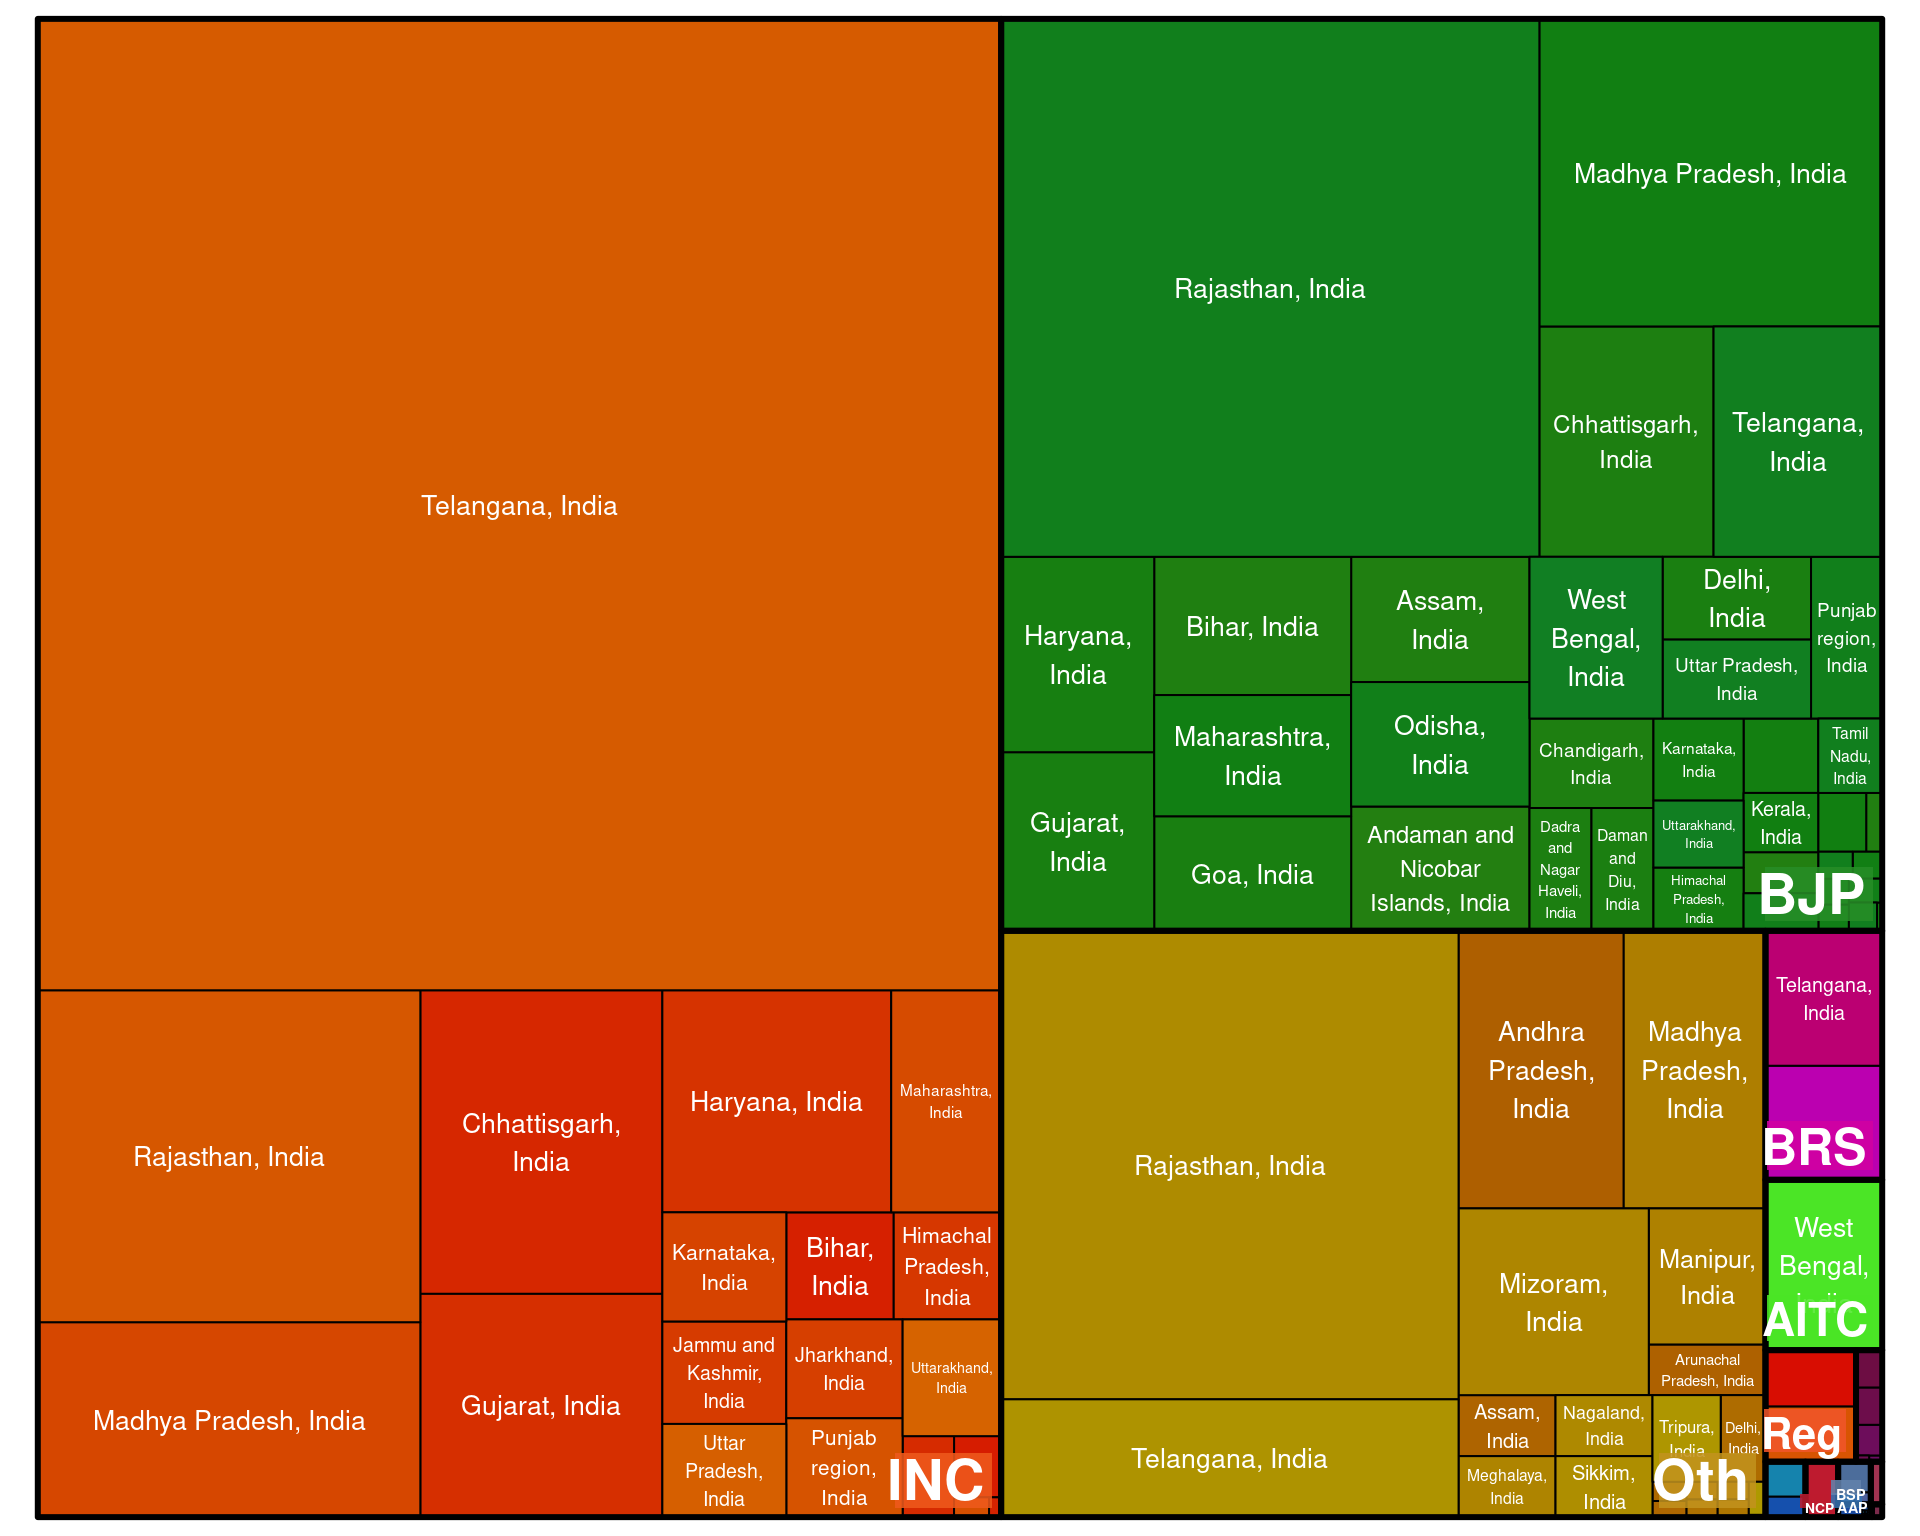 Telangana, India
Rajasthan, India
Madhya Pradesh, India
Chhattisgarh,
India
Gujarat, India
Haryana, India
Maharashtra,
India
Karnataka,
India
Bihar,
India
Himachal
Pradesh,
India
Jammu and
Kashmir,
India
Jharkhand,
India
Uttarakhand,
India
Uttar
Pradesh,
India
Punjab
region,
India
INC
Rajasthan, India
Madhya Pradesh, India
Chhattisgarh,
India
Telangana,
India
Haryana,
India
Gujarat,
India
Bihar, India
Maharashtra,
India
Goa, India
Assam,
India
Odisha,
India
Andaman and
Nicobar
Islands, India
West
Bengal,
India
Delhi,
India
Uttar Pradesh,
India
Punjab
region,
India
Chandigarh,
India
Dadra
and
Nagar
Haveli,
India
Daman
and
Diu,
India
Karnataka,
India
Uttarakhand,
India
Himachal
Pradesh,
India
Tamil
Nadu,
India
Kerala,
India
BJP
Rajasthan, India
Telangana, India
Andhra
Pradesh,
India
Madhya
Pradesh,
India
Mizoram,
India
Manipur,
India
Arunachal
Pradesh, India
Assam,
India
Nagaland,
India
Meghalaya,
India
Sikkim,
India
Tripura,
India
Delhi,
India
Oth
Telangana,
India
BRS
West
Bengal,
India
AITC
Reg
NCP
BSP
AAP